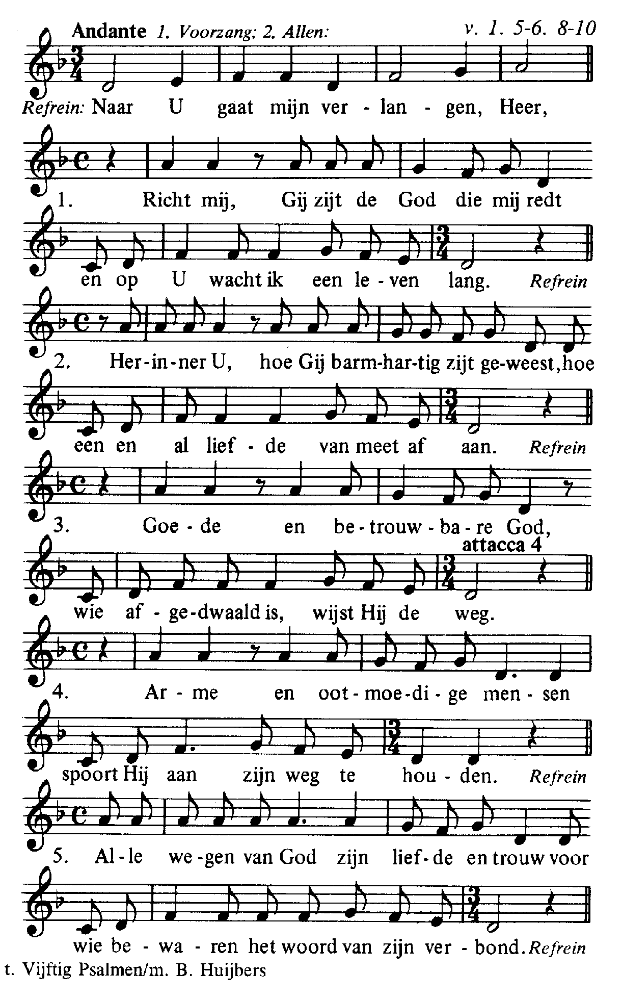 Andante 1. Voorzang; 2. Allen: v. 1. 5-6. 8-10
Refrein: Naar U gaat mijn ver - lan - gen, Heer,
1. Richt mij, Gij zijt de God die mij redt
en op U wacht ik een le - ven lang. Refrein
2. Her-in-ner U, hoe Gij barm-har-tig zijt ge-weest, hoe
een en al lief - de van meet af aan. Refrein
3. Goe - de en be - trouw - ba - re God,
attacca 4
wie af - ge-dwaald is, wijst Hij de weg.
4. Ar - me en oot - moe - di - ge men - sen
spoort Hij aan zijn weg te hou - den. Refrein
5. Al - le we - gen van God zijn lief - de en trouw voor
wie be - wa - ren het woord van zijn ver - bond. Refrein
t. Vijftig Psalmen/m. B. Huijbers